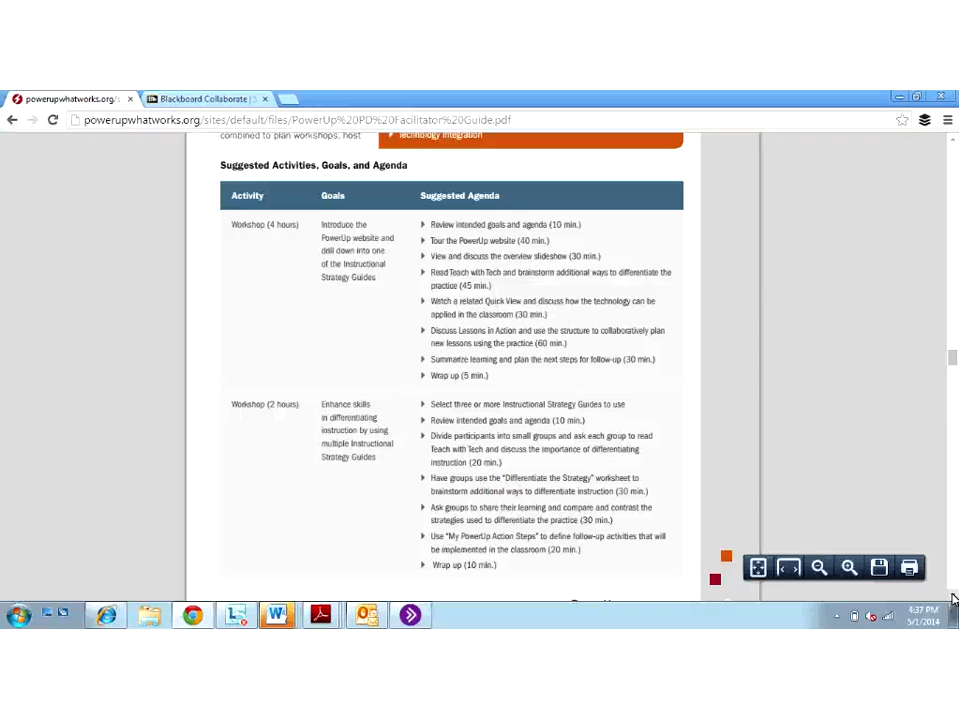 powerupwhatworks.org/s
Blackboard Collaborate | S
powerupwhatworks.org/sites/default/files/PowerUp%20PD%20Facilitator%20Guide.pdf
combined to plan workshops, host
Technology Integration
Suggested Activities, Goals, and Agenda
Activity Goals Suggested Agenda
Workshop (4 hours)
Introduce the
PowerUp website and
drill down into one
of the Instructional
Strategy Guides
Review intended goals and agenda (10 min.)
Tour the PowerUp website (40 min.)
View and discuss the overview slideshow (30 min.)
Read Teach with Tech and brainstorm additional ways to differentiate the
practice (45 min.)
Watch a related Quick View and discuss how the technology can be
applied in the classroom (30 min.)
Discuss Lessons in Action and use the structure to collaboratively plan
new lessons using the practice (60 min.)
Summarize learning and plan the next steps for follow-up (30 min.)
Wrap up (5 min.)
Workshop (2 hours)
Enhance skills
in differentiating
instruction by using
multiple Instructional
Strategy Guides
Select three or more Instructional Strategy Guides to use
Review intended goals and agenda (10 min.)
Divide participants into small groups and ask each group to read
Teach with Tech and discuss the importance of differentiating
instruction (20 min.)
Have groups use the "Differentiate the Strategy" worksheet to
brainstorm additional ways to differentiate instruction (30 min.)
Ask groups to share their learning and compare and contrast the
strategies used to differentiate the practice (30 min.)
Use "My PowerUp Action Steps" to define follow-up activities that will
be implemented in the classroom (20 min.)
Wrap up (10 min.)
4:37 PM
5/1/2014